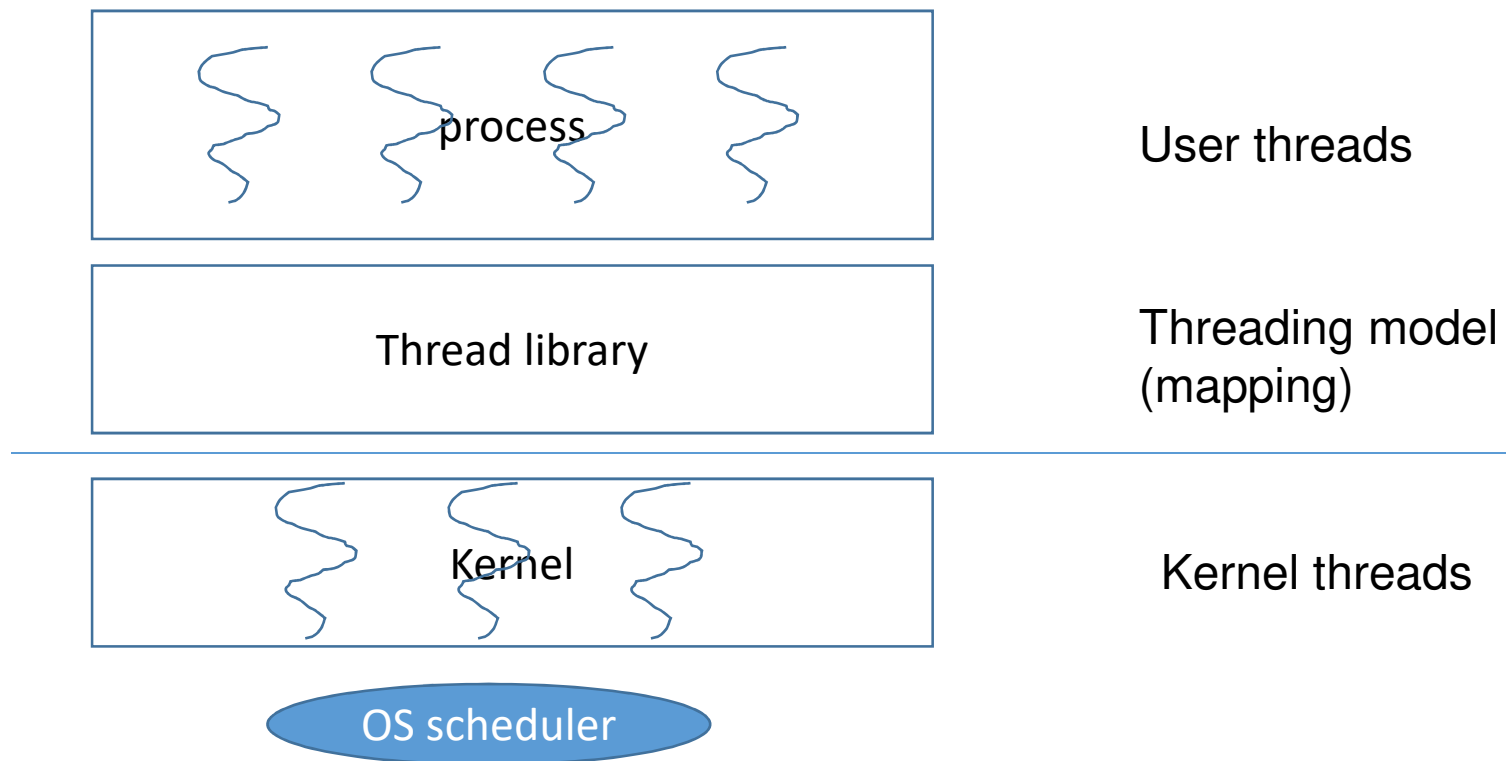 process
User threads
Thread library
Threading model
(mapping)
Kernel
Kernel threads
OS scheduler